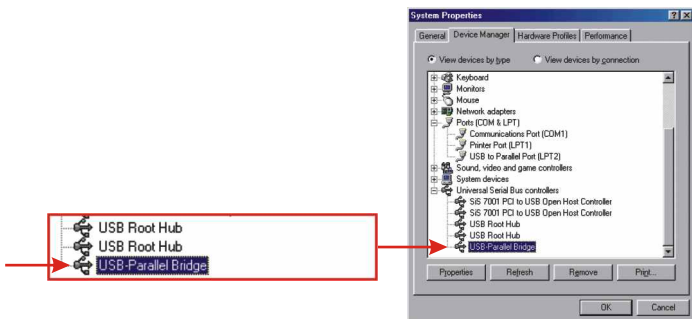 USB Root Hub
USB Root Hub
USB-Parallel Bridge
System Properties
General Device Manager Hardware Profiles Performance
View devices by type View devices by connection
Keyboard
Monitors
Mouse
Network adapters
Ports (COM & LPT)
Communications Port (COM1)
Printer Port (LPT1)
USB to Parallel Port (LPT2)
Sound, video and game controllers
System devices
Universal Serial Bus controllers
SiS 7001 PCI to USB Open Host Controller
SiS 7001 PCI to USB Open Host Controller
USB Root Hub
USB Root Hub
USB-Parallel Bridge
Properties Refresh Remove Print...
OK Cancel